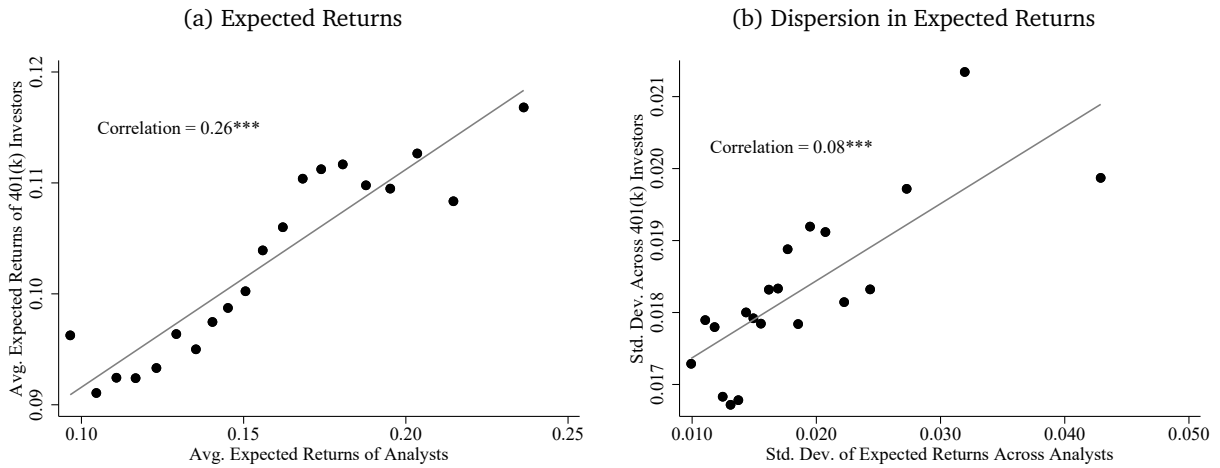 (a) Expected Returns
Avg. Expected Returns of 401(k) Investors
0.12
0.11
0.10
0.09
Correlation = 0.26***
0.10 0.15 0.20 0.25
Avg. Expected Returns of Analysts
(b) Dispersion in Expected Returns
Std. Dev. Across 401(k) Investors
0.021
0.020
0.019
0.018
0.017
Correlation = 0.08***
0.010 0.020 0.030 0.040 0.050
Std. Dev. of Expected Returns Across Analysts